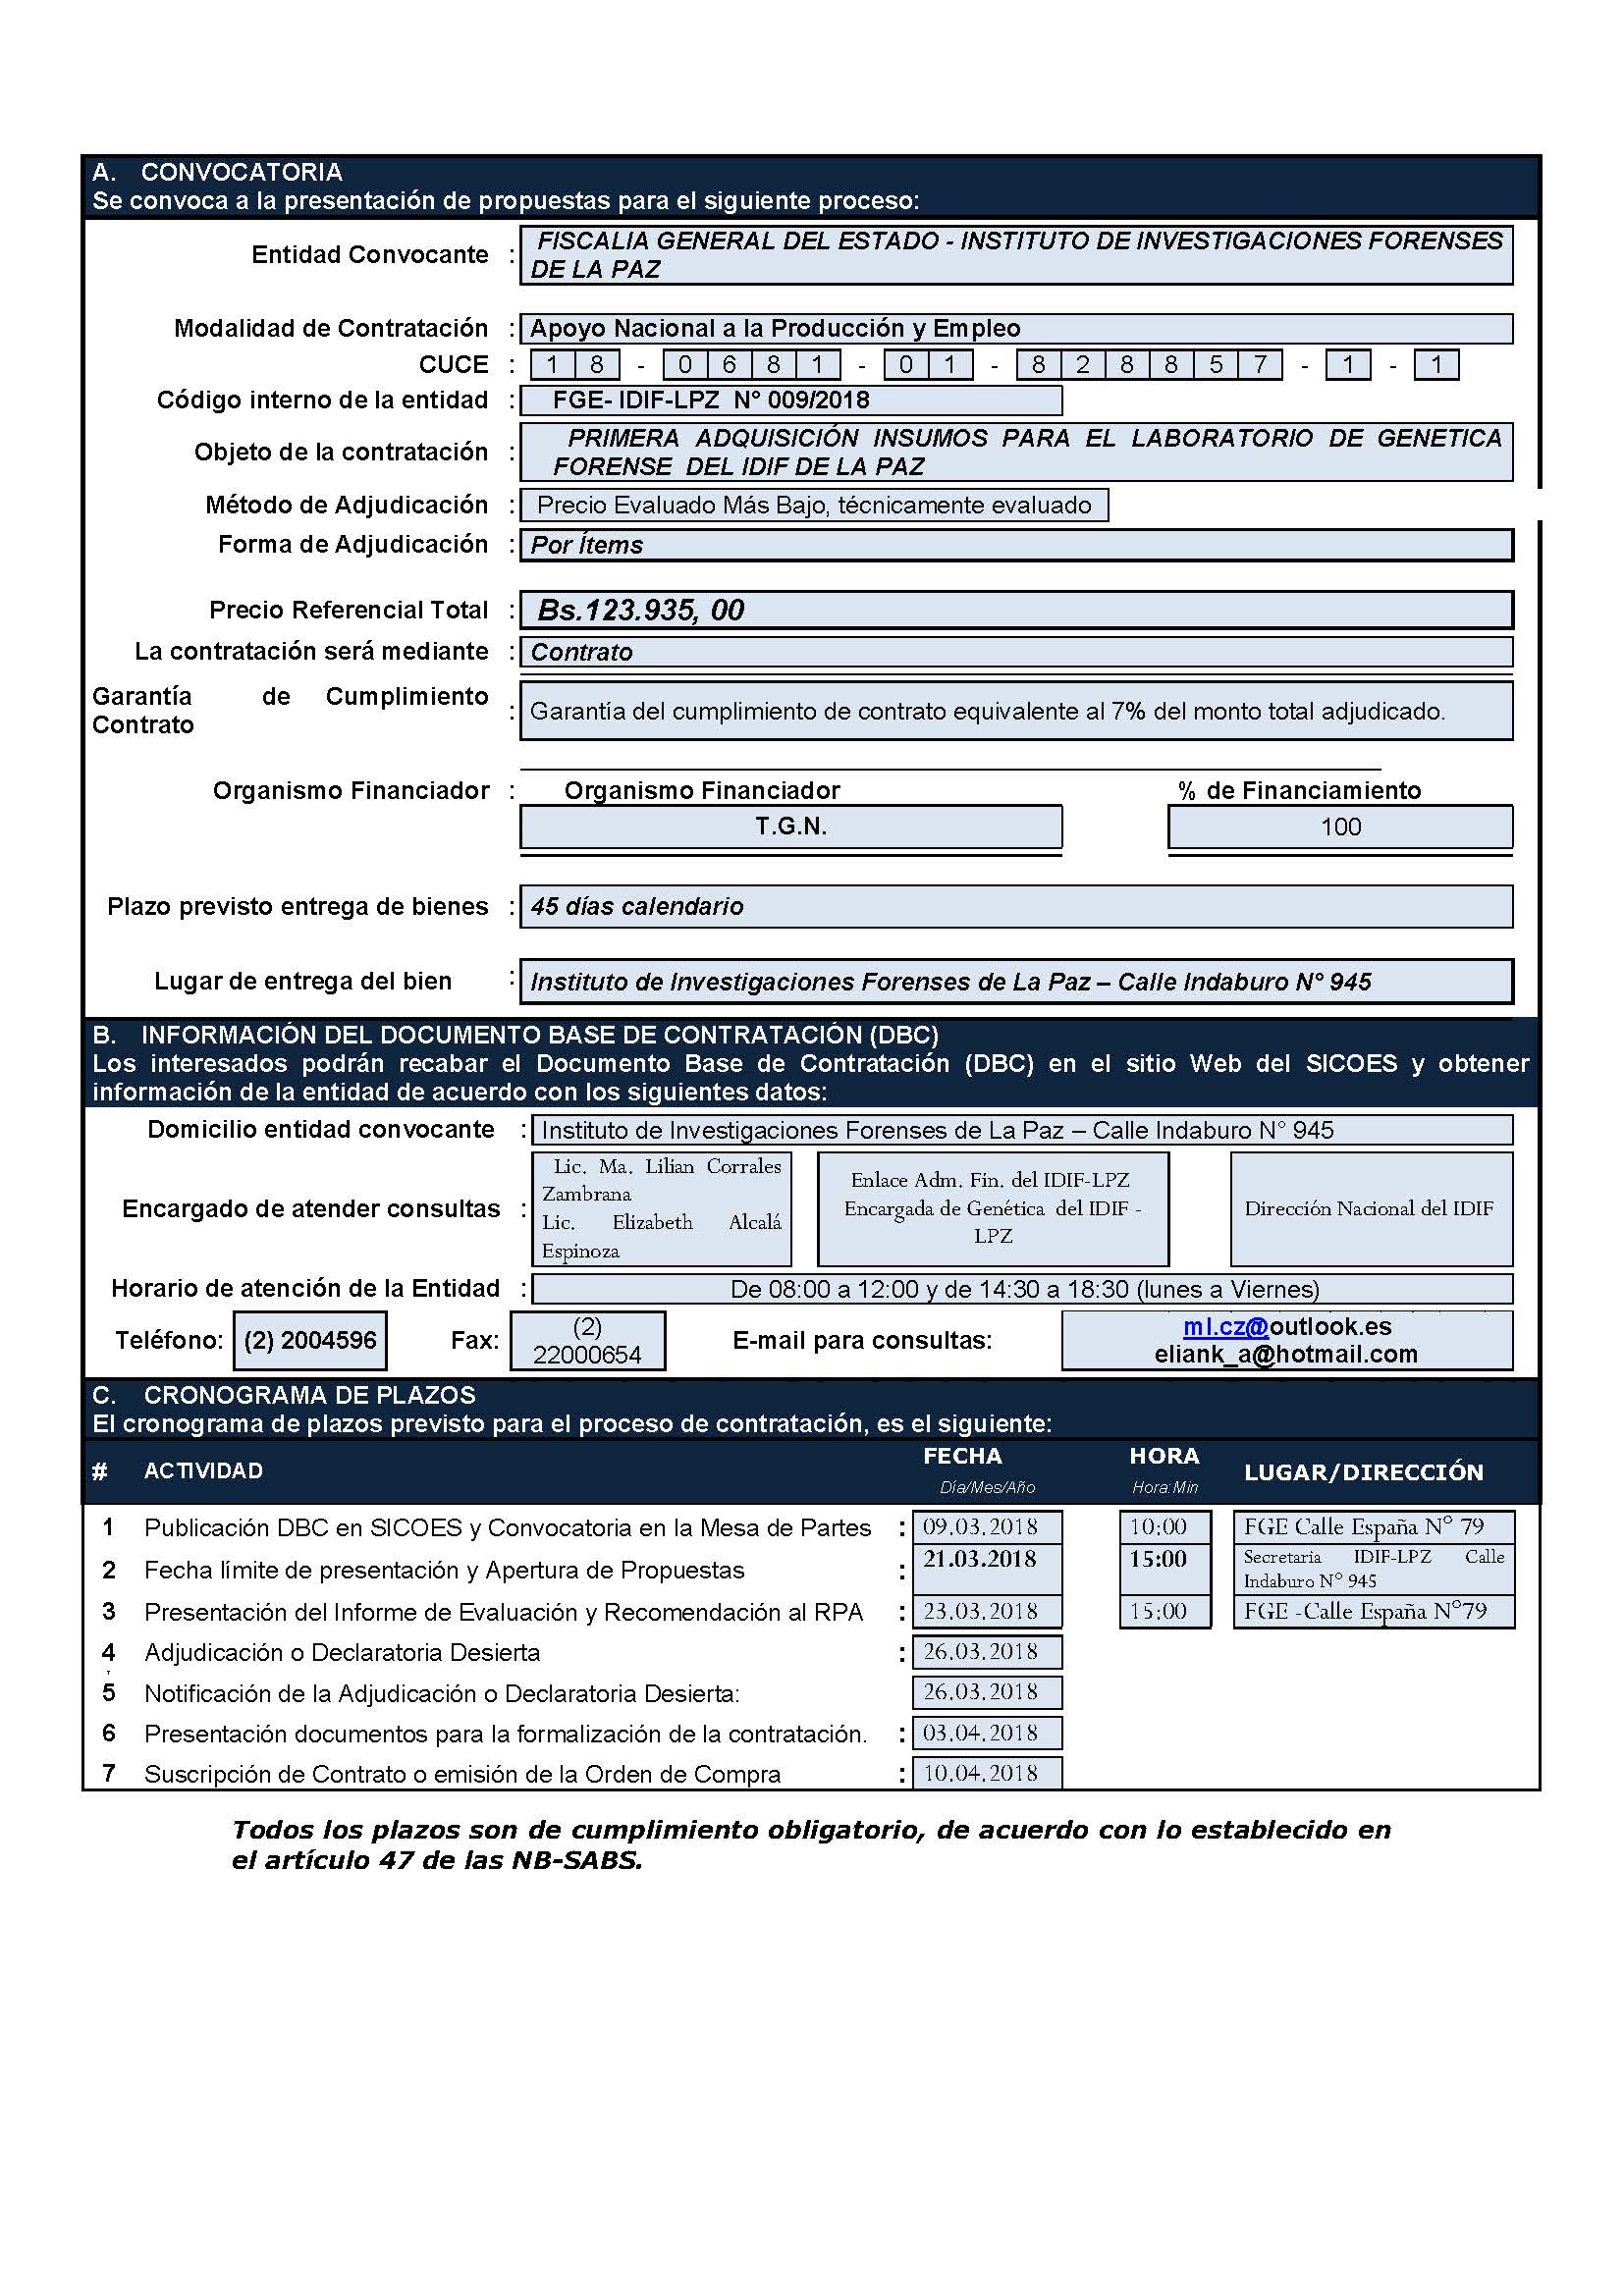 A. CONVOCATORIA
Se convoca a la presentación de propuestas para el siguiente proceso:
Entidad Convocante : FISCALIA GENERAL DEL ESTADO - INSTITUTO DE INVESTIGACIONES FORENSES
DE LA PAZ
Modalidad de Contratación : Apoyo Nacional a la Producción y Empleo
CUCE : 1 8 - 0 6 8 1 - 0 1 - 8 2 8 8 5 7 - 1 - 1
Código interno de la entidad : FGE- IDIF-LPZ N° 009/2018
Objeto de la contratación : PRIMERA ADQUISICIÓN INSUMOS PARA EL LABORATORIO DE GENETICA
FORENSE DEL IDIF DE LA PAZ
Método de Adjudicación : Precio Evaluado Más Bajo, técnicamente evaluado
Forma de Adjudicación : Por Ítems
Precio Referencial Total : Bs.123.935, 00
La contratación será mediante : Contrato
Garantía de Cumplimiento
Contrato : Garantía del cumplimiento de contrato equivalente al 7% del monto total adjudicado.
Organismo Financiador : Organismo Financiador % de Financiamiento
T.G.N. 100
Plazo previsto entrega de bienes : 45 días calendario
Lugar de entrega del bien : Instituto de Investigaciones Forenses de La Paz – Calle Indaburo N° 945
B. INFORMACIÓN DEL DOCUMENTO BASE DE CONTRATACIÓN (DBC)
Los interesados podrán recabar el Documento Base de Contratación (DBC) en el sitio Web del SICOES y obtener
información de la entidad de acuerdo con los siguientes datos:
Domicilio entidad convocante : Instituto de Investigaciones Forenses de La Paz – Calle Indaburo N° 945
Encargado de atender consultas :
Lic. Ma. Lilian Corrales
Zambrana
Lic. Elizabeth Alcalá
Espinoza
Enlace Adm. Fin. del IDIF-LPZ
Encargada de Genética del IDIF -
LPZ
Dirección Nacional del IDIF
Horario de atención de la Entidad : De 08:00 a 12:00 y de 14:30 a 18:30 (lunes a Viernes)
Teléfono: (2) 2004596 Fax: (2)
22000654
E-mail para consultas: ml.cz@outlook.es
eliank_a@hotmail.com
C. CRONOGRAMA DE PLAZOS
El cronograma de plazos previsto para el proceso de contratación, es el siguiente:
# ACTIVIDAD FECHA HORA LUGAR/DIRECCIÓN
Día/Mes/Año Hora:Min
1 Publicación DBC en SICOES y Convocatoria en la Mesa de Partes : 09.03.2018 10:00 FGE Calle España N° 79
2 Fecha límite de presentación y Apertura de Propuestas : 21.03.2018 15:00 Secretaria IDIF-LPZ Calle
Indaburo N° 945
3 Presentación del Informe de Evaluación y Recomendación al RPA : 23.03.2018 15:00 FGE -Calle España N°79
4 Adjudicación o Declaratoria Desierta : 26.03.2018
5 Notificación de la Adjudicación o Declaratoria Desierta: 26.03.2018
6 Presentación documentos para la formalización de la contratación. : 03.04.2018
7 Suscripción de Contrato o emisión de la Orden de Compra : 10.04.2018
Todos los plazos son de cumplimiento obligatorio, de acuerdo con lo establecido en
el artículo 47 de las NB-SABS.